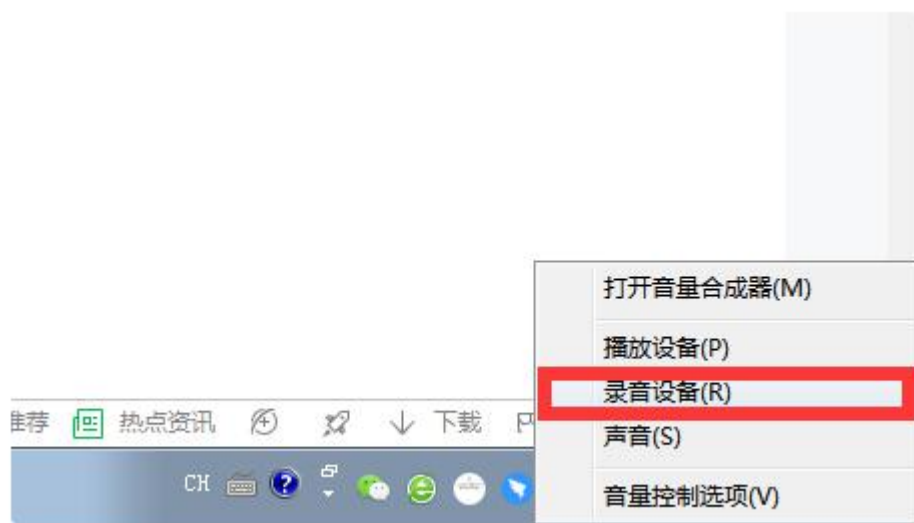 打开音量合成器(M)
播放设备(P)
录音设备(R)
声音(S)
音量控制选项(V)
推荐 热点资讯 下载
CH